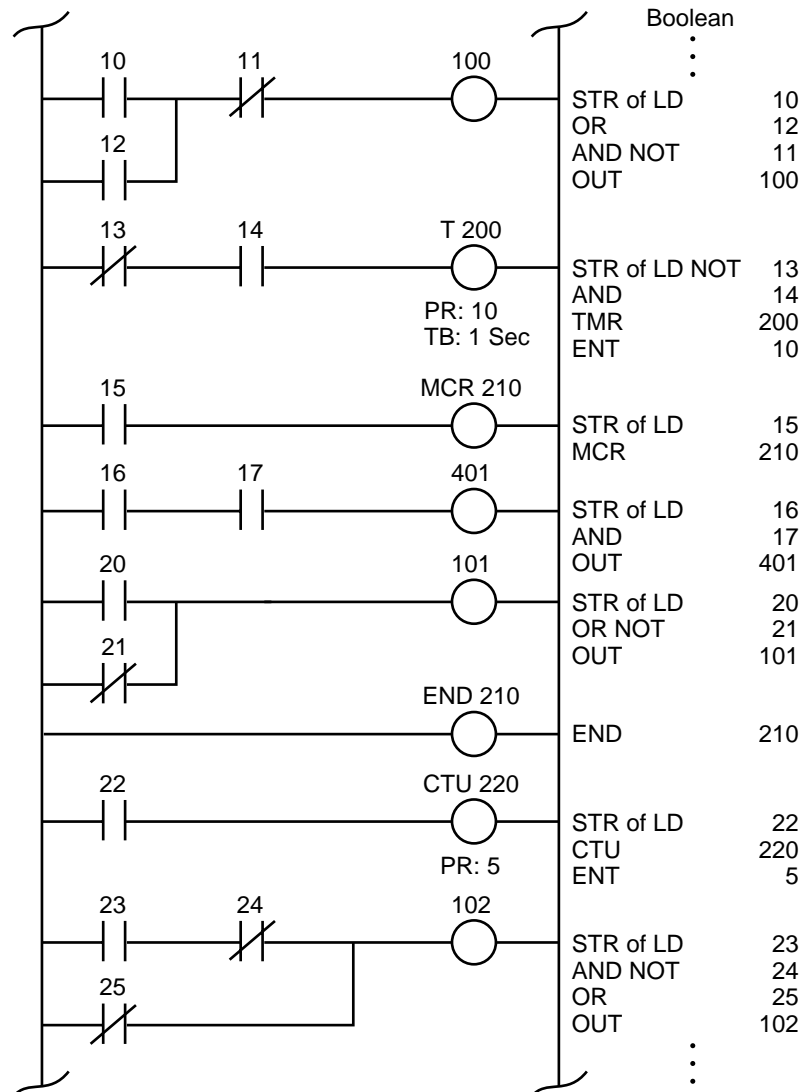 Boolean
10 11 100
STR of LD 10
OR 12
12
AND NOT 11
OUT 100
13 14 T 200
STR of LD NOT 13
AND 14
PR: 10
TMR 200
TB: 1 Sec
ENT 10
15 MCR 210
STR of LD 15
MCR 210
16 17 401
STR of LD 16
AND 17
OUT 401
20 101
STR of LD 20
OR NOT 21
21
OUT 101
END 210
END 210
22 CTU 220
STR of LD 22
CTU 220
PR: 5
ENT 5
23 24 102
STR of LD 23
AND NOT 24
25
OR 25
OUT 102